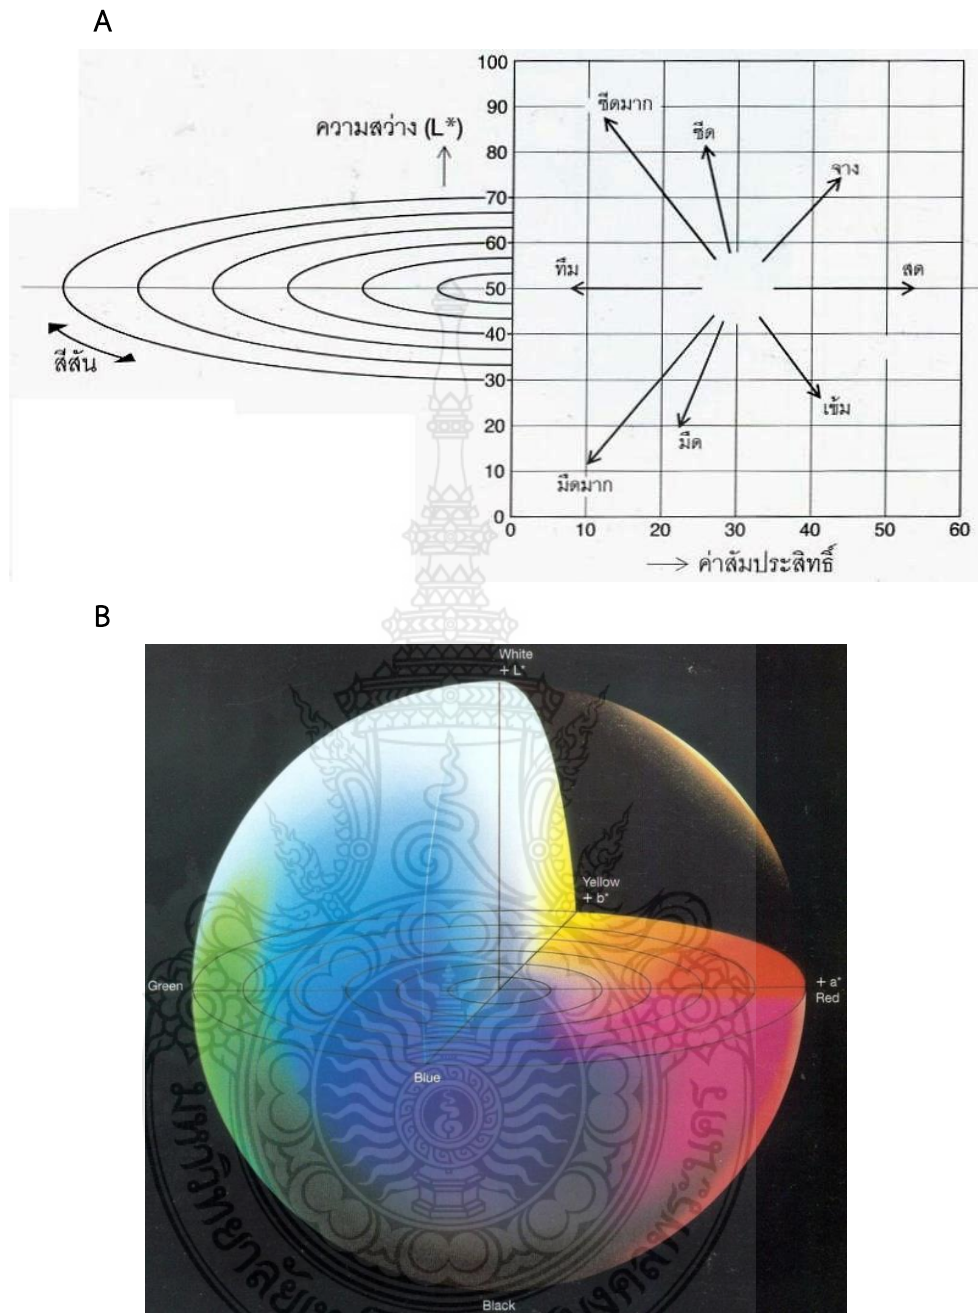 A
100
90
80
70
60
50
40
30
20
10
0
0 10 20 30 40 50 60
ความสว่าง (L*)
สีสัน
ซีดมาก
ซีด
จาง
ทึม
สด
เข้ม
มืด
มืดมาก
ค่าสัมประสิทธิ์
B
White
+ L*
Yellow
+ b*
Green
+ a*
Red
Blue
Black